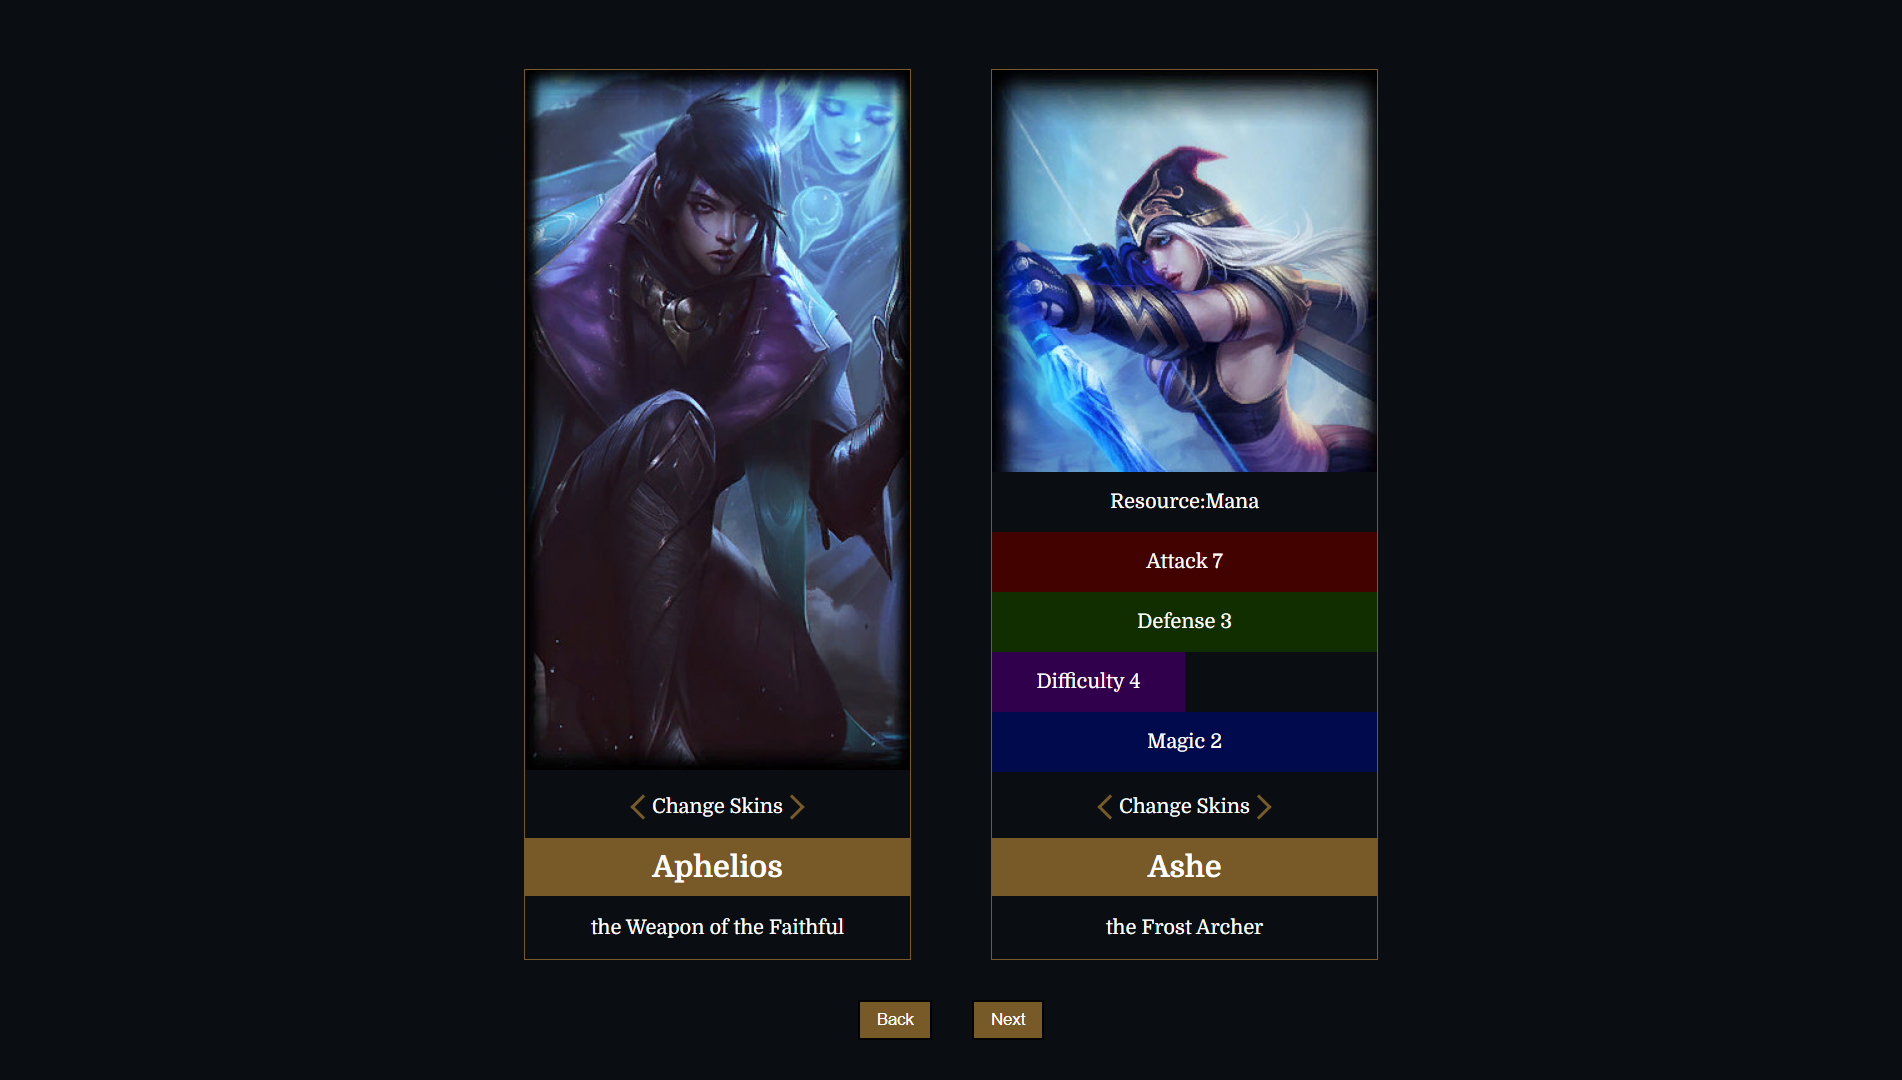 Change Skins
Aphelios
the Weapon of the Faithful
Resource:Mana
Attack 7
Defense 3
Difficulty 4
Magic 2
Change Skins
Ashe
the Frost Archer
Back
Next